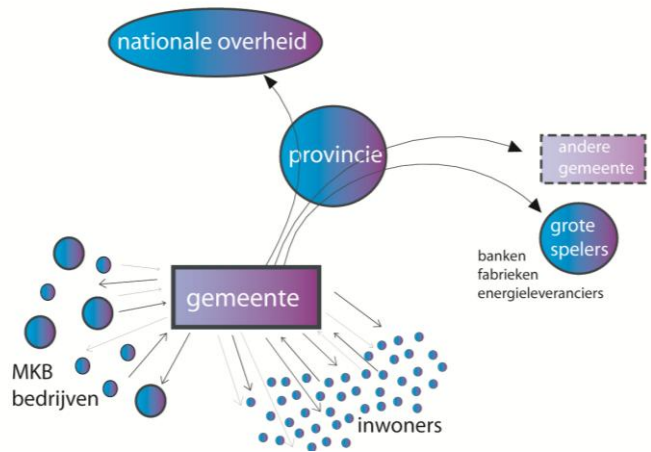 nationale overheid
provincie
andere
gemeente
grote
spelers
banken
fabrieken
energieleveranciers
gemeente
MKB
bedrijven
inwoners